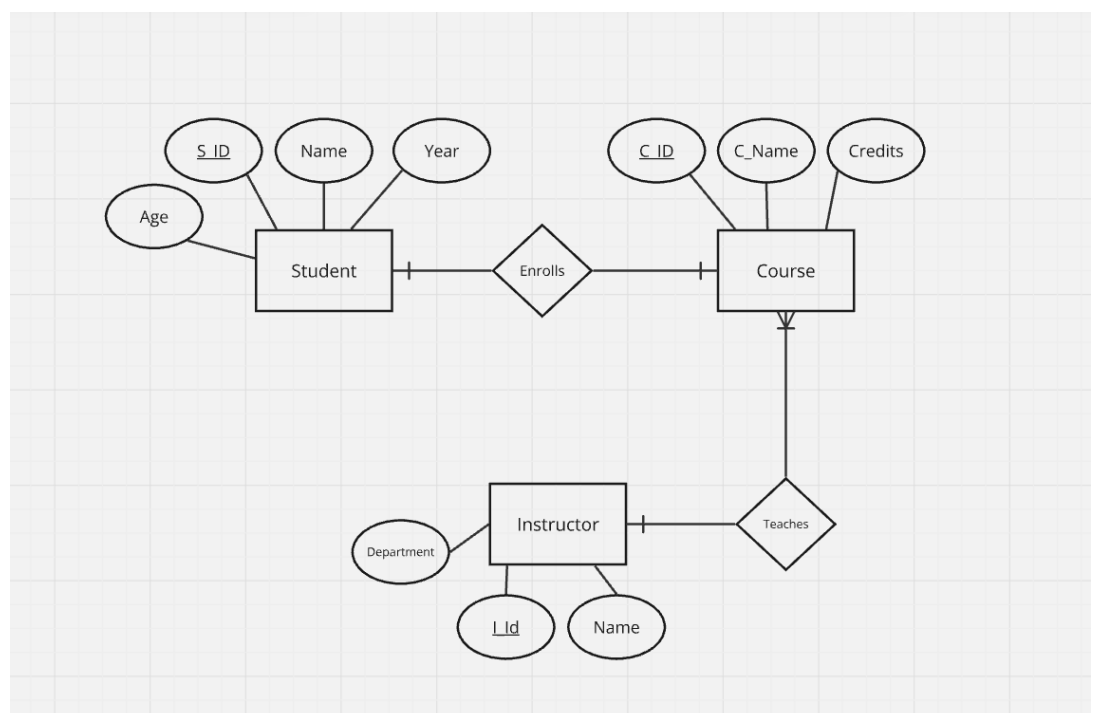 S_ID
Name
Year
C_ID
C_Name
Credits
Age
Student
Enrolls
Course
Instructor
Teaches
Department
I_Id
Name